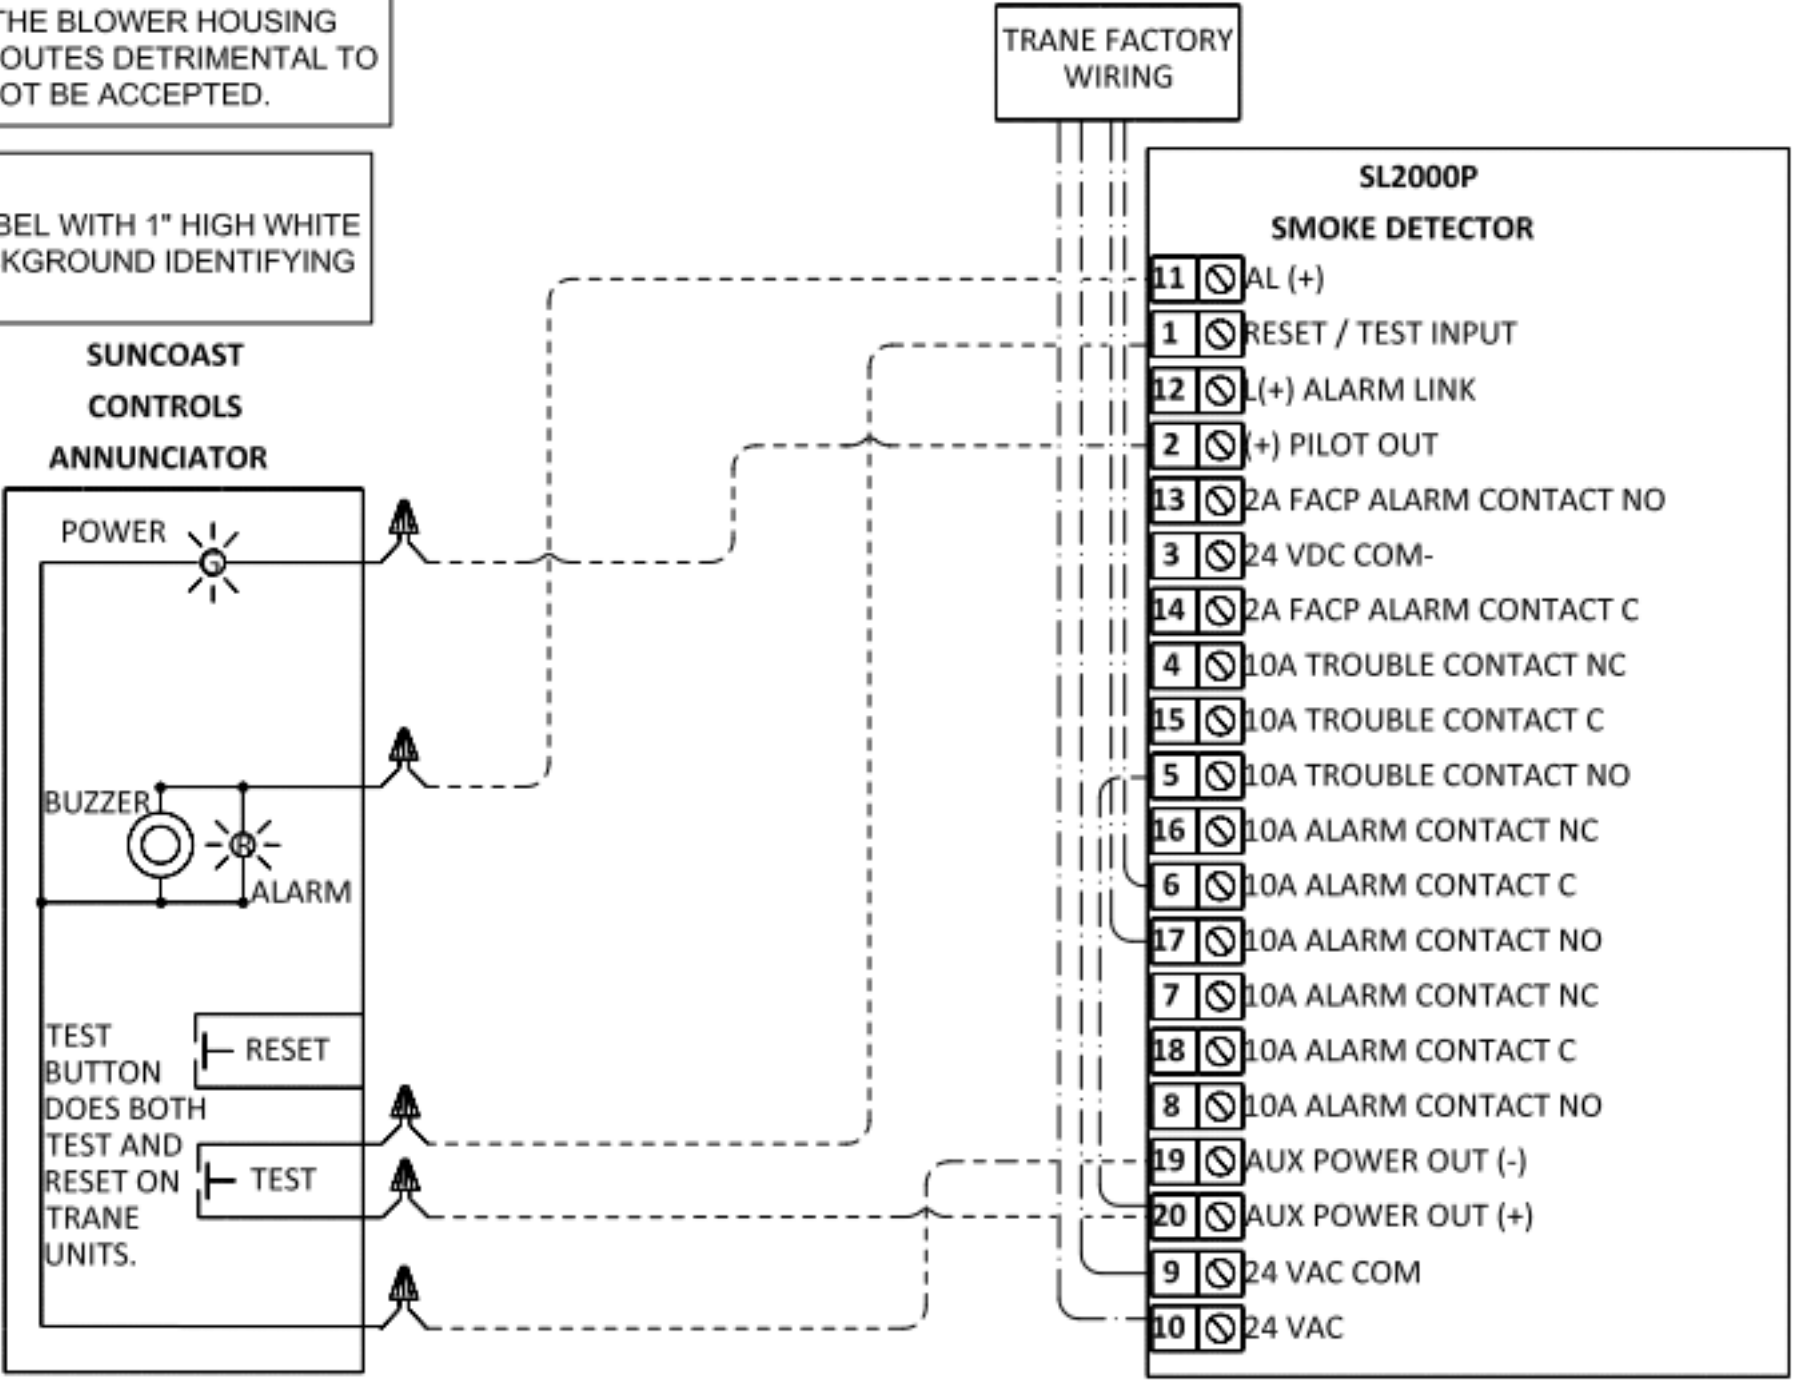 THE BLOWER HOUSING
OUTES DETRIMENTAL TO
OT BE ACCEPTED.
BEL WITH 1" HIGH WHITE
KGROUND IDENTIFYING
SUNCOAST
CONTROLS
ANNUNCIATOR
POWER
G
BUZZER
R
ALARM
TEST
BUTTON
DOES BOTH
TEST AND
RESET ON
TRANE
UNITS.
RESET
TEST
TRANE FACTORY
WIRING
SL2000P
SMOKE DETECTOR
11 AL (+)
1 RESET / TEST INPUT
12 L(+) ALARM LINK
2 (+) PILOT OUT
13 2A FACP ALARM CONTACT NO
3 24 VDC COM-
14 2A FACP ALARM CONTACT C
4 10A TROUBLE CONTACT NC
15 10A TROUBLE CONTACT C
5 10A TROUBLE CONTACT NO
16 10A ALARM CONTACT NC
6 10A ALARM CONTACT C
17 10A ALARM CONTACT NO
7 10A ALARM CONTACT NC
18 10A ALARM CONTACT C
8 10A ALARM CONTACT NO
19 AUX POWER OUT (-)
20 AUX POWER OUT (+)
9 24 VAC COM
10 24 VAC